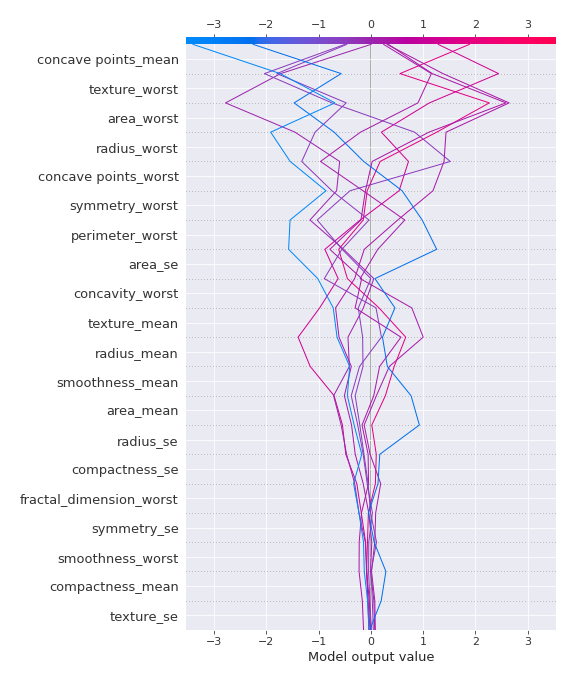 −3 −2 −1 0 1 2 3
concave points_mean
texture_worst
area_worst
radius_worst
concave points_worst
symmetry_worst
perimeter_worst
area_se
concavity_worst
texture_mean
radius_mean
smoothness_mean
area_mean
radius_se
compactness_se
fractal_dimension_worst
symmetry_se
smoothness_worst
compactness_mean
texture_se
−3 −2 −1 0 1 2 3
Model output value